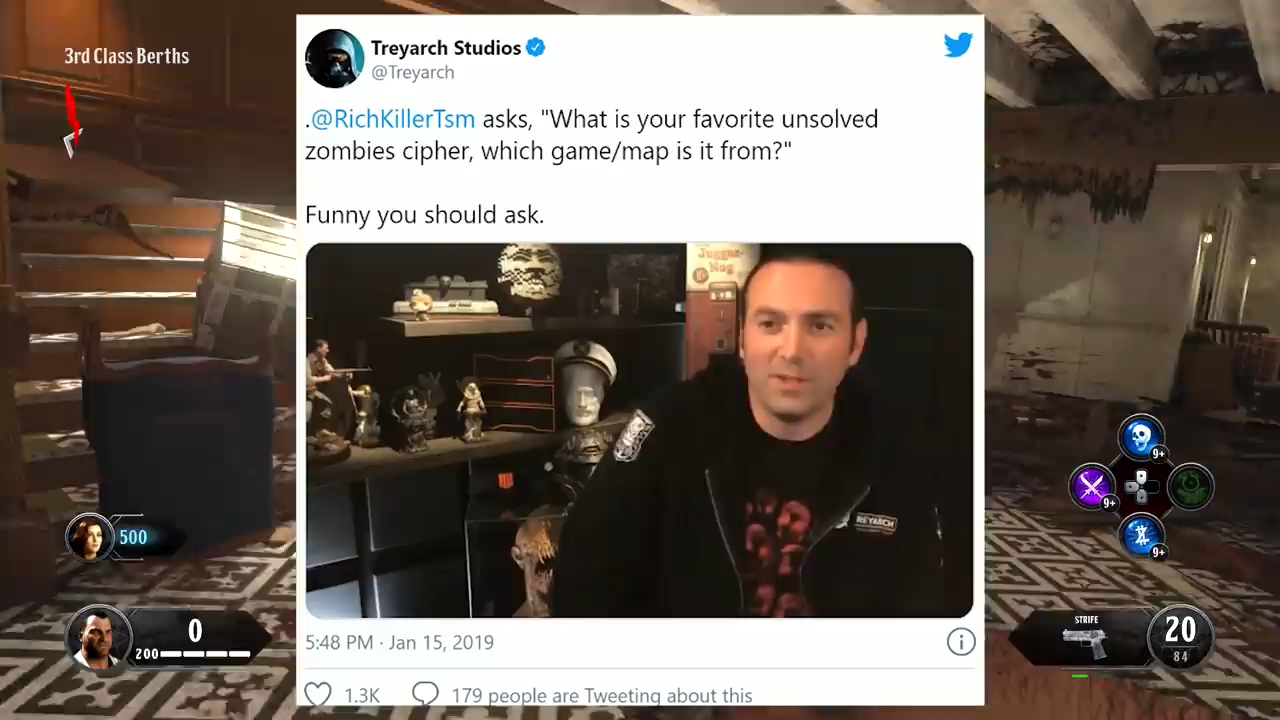 3rd Class Berths
Treyarch Studios
@Treyarch
.@RichKillerTsm asks, "What is your favorite unsolved
zombies cipher, which game/map is it from?"
Funny you should ask.
Jugger-
Nog
REYARCH
5:48 PM · Jan 15, 2019
1.3K
179 people are Tweeting about this
9+
9+
9+
500
0
200
STRIFE
20
84